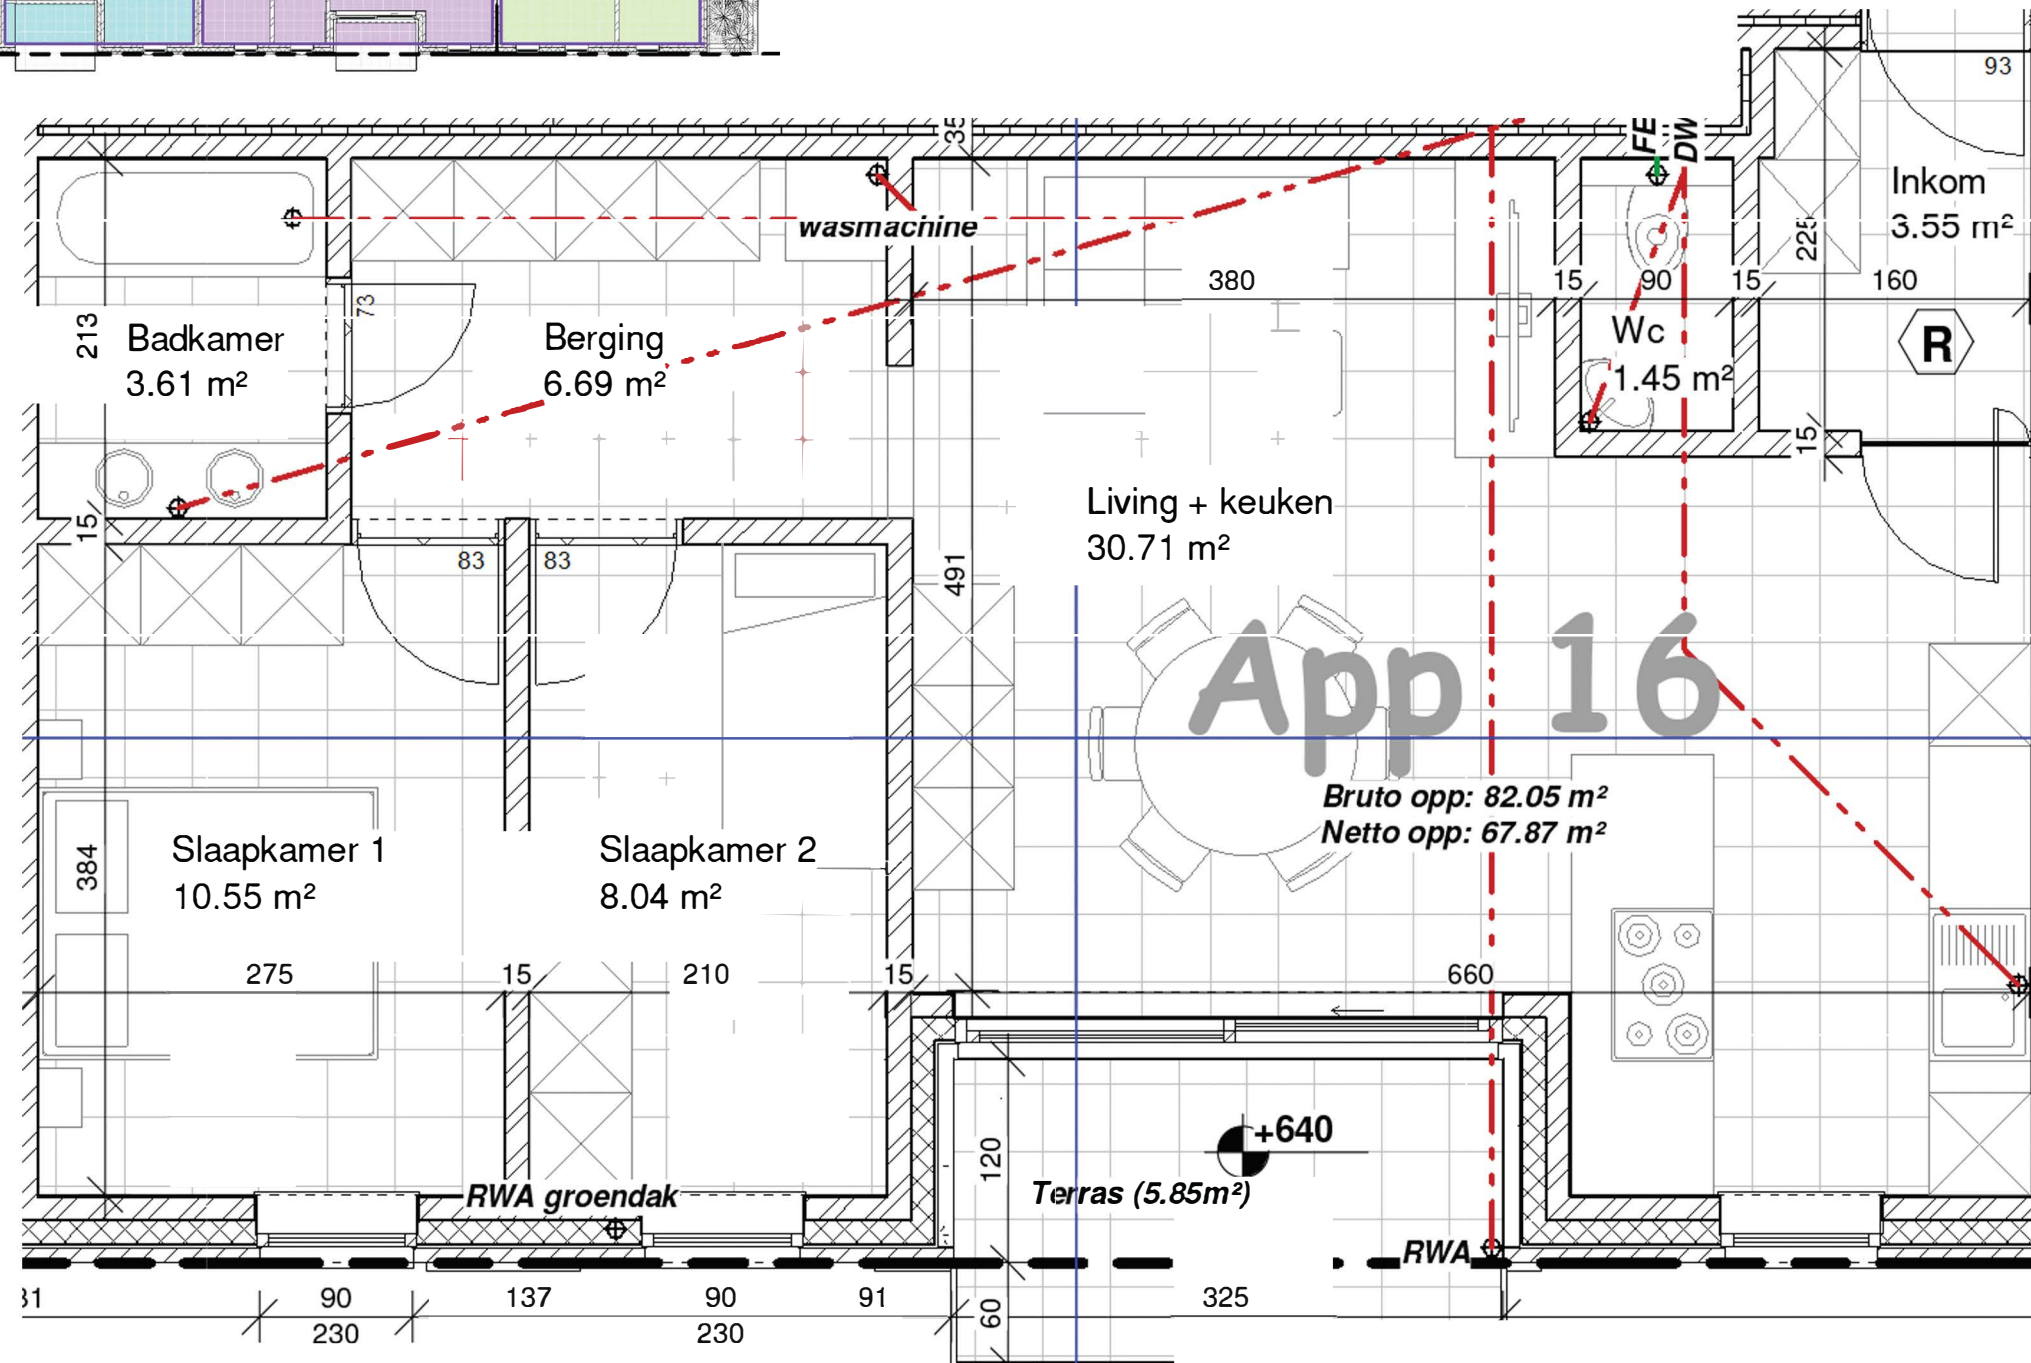 93
35
FE
DW
Inkom
3.55 m²
wasmachine
225
380
15
90
15
160
73
213
Badkamer
3.61 m²
Berging
6.69 m²
Wc
1.45 m²
R
15
15
Living + keuken
30.71 m²
83
83
491
App 16
Bruto opp: 82.05 m²
Netto opp: 67.87 m²
384
Slaapkamer 1
10.55 m²
Slaapkamer 2
8.04 m²
275
15
210
15
660
+640
120
Terras (5.85m²)
RWA groendak
RWA
90
137
90
91
325
60
230
230